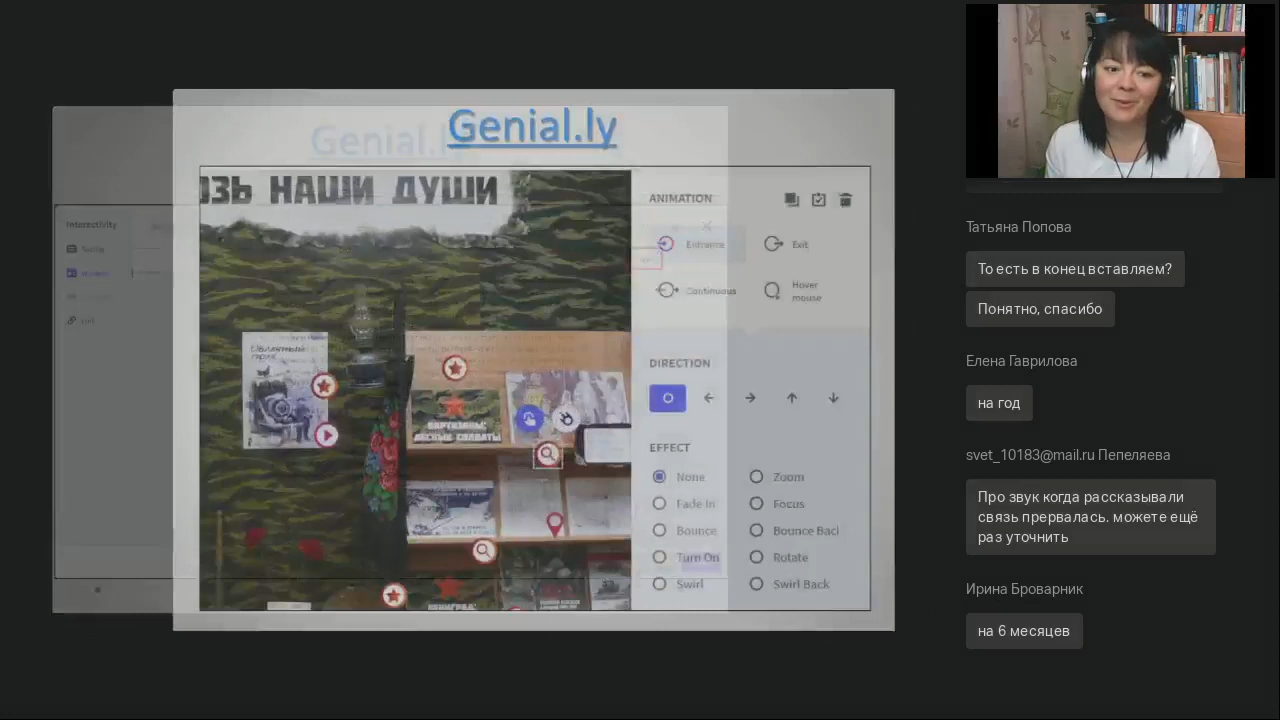 Genial.ly
ОЗЬ НАШИ ДУШИ
Interactivity
ANIMATION
Entrance
Exit
Continuous
Hover mouse
DIRECTION
EFFECT
None
Zoom
Fade In
Focus
Bounce
Bounce Bacl
Turn On
Rotate
Swirl
Swirl Back
ПАРТИЗАНЫ:
ЛЕСНЫЕ СОЛДАТЫ
Татьяна Попова
То есть в конец вставляем?
Понятно, спасибо
Елена Гаврилова
на год
svet_10183@mail.ru Пепеляева
Про звук когда рассказывали
связь прервалась. можете ещё
раз уточнить
Ирина Броварник
на 6 месяцев